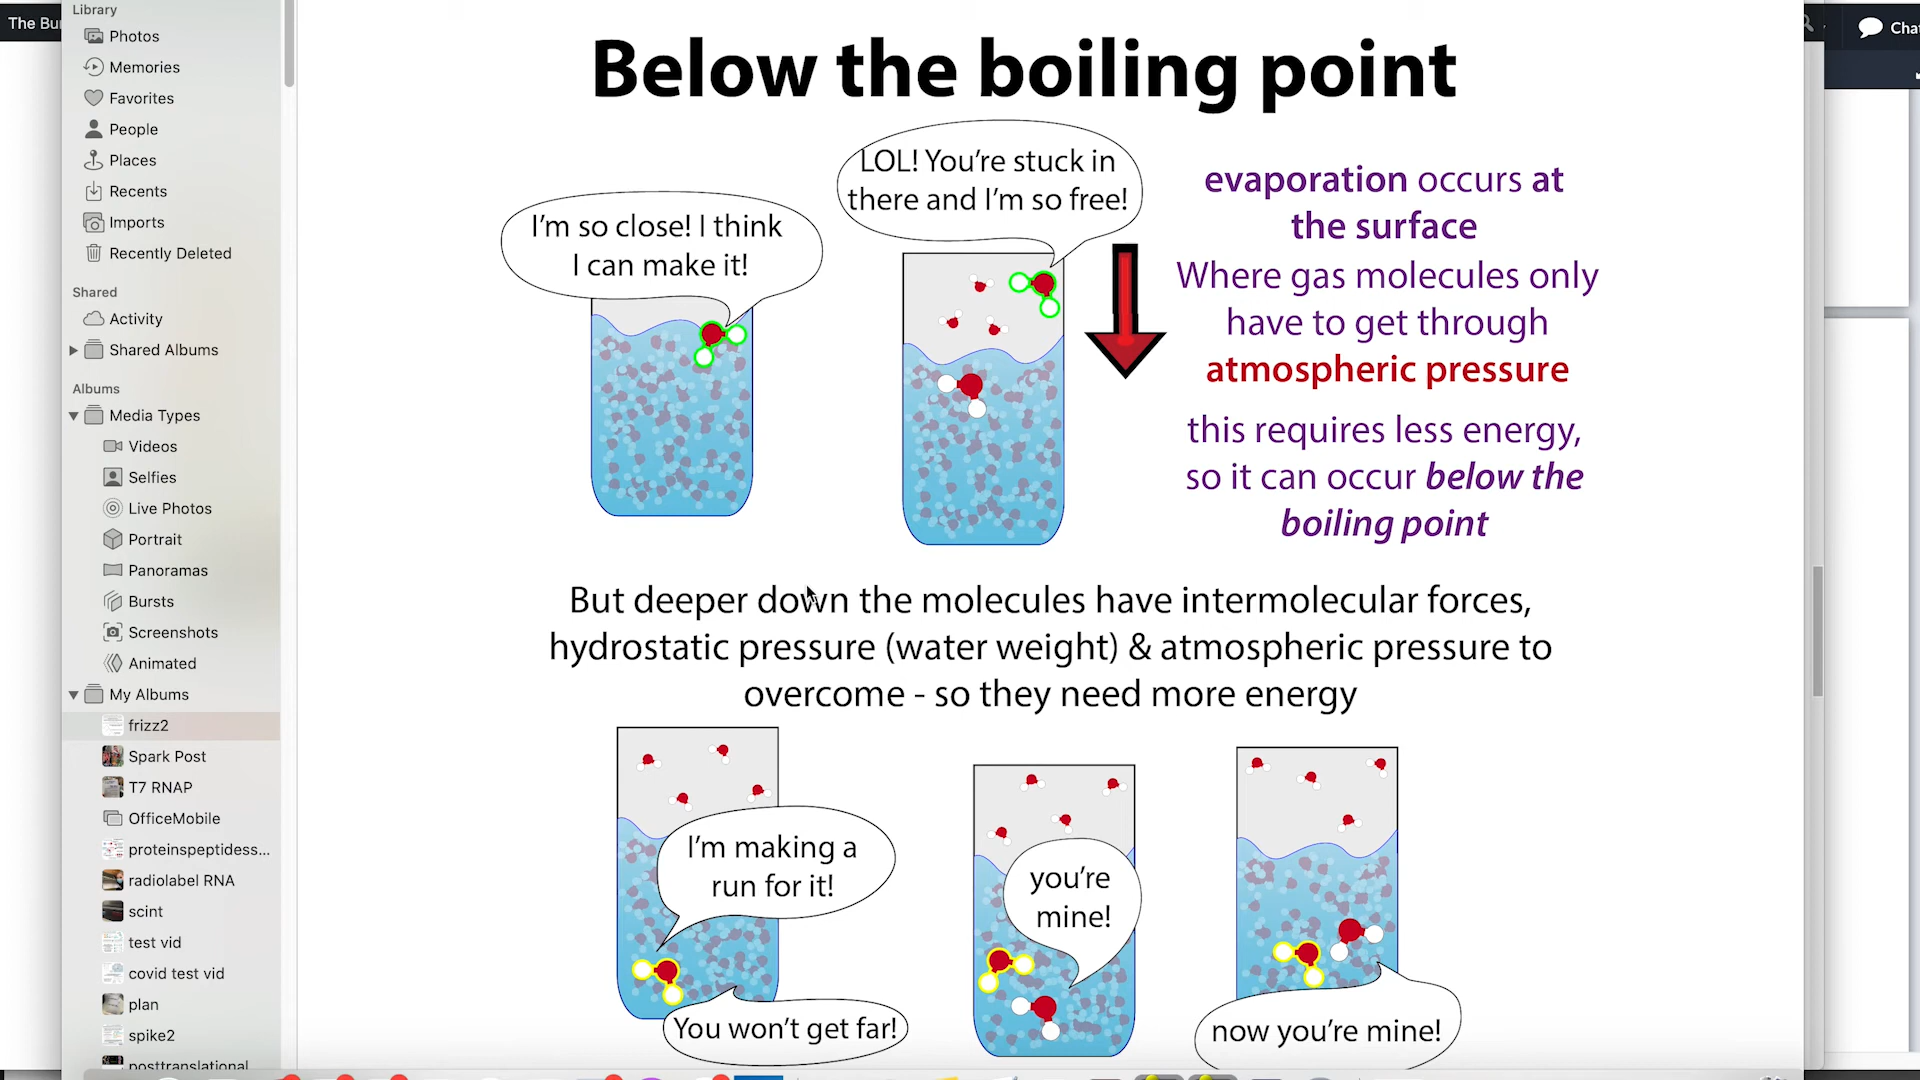 The Bu
Library
Photos
Memories
Favorites
People
Places
Recents
Imports
Recently Deleted
Shared
Activity
Shared Albums
Albums
Media Types
Videos
Selfies
Live Photos
Portrait
Panoramas
Bursts
Screenshots
Animated
My Albums
frizz2
Spark Post
T7 RNAP
OfficeMobile
proteinspeptidess...
radiolabel RNA
scint
test vid
covid test vid
plan
spike2
posttranslational
Below the boiling point
I'm so close! I think
I can make it!
LOL! You're stuck in
there and I'm so free!
evaporation occurs at
the surface
Where gas molecules only
have to get through
atmospheric pressure
this requires less energy,
so it can occur below the
boiling point
But deeper down the molecules have intermolecular forces,
hydrostatic pressure (water weight) & atmospheric pressure to
overcome - so they need more energy
I'm making a
run for it!
You won't get far!
you're
mine!
now you're mine!
Chat